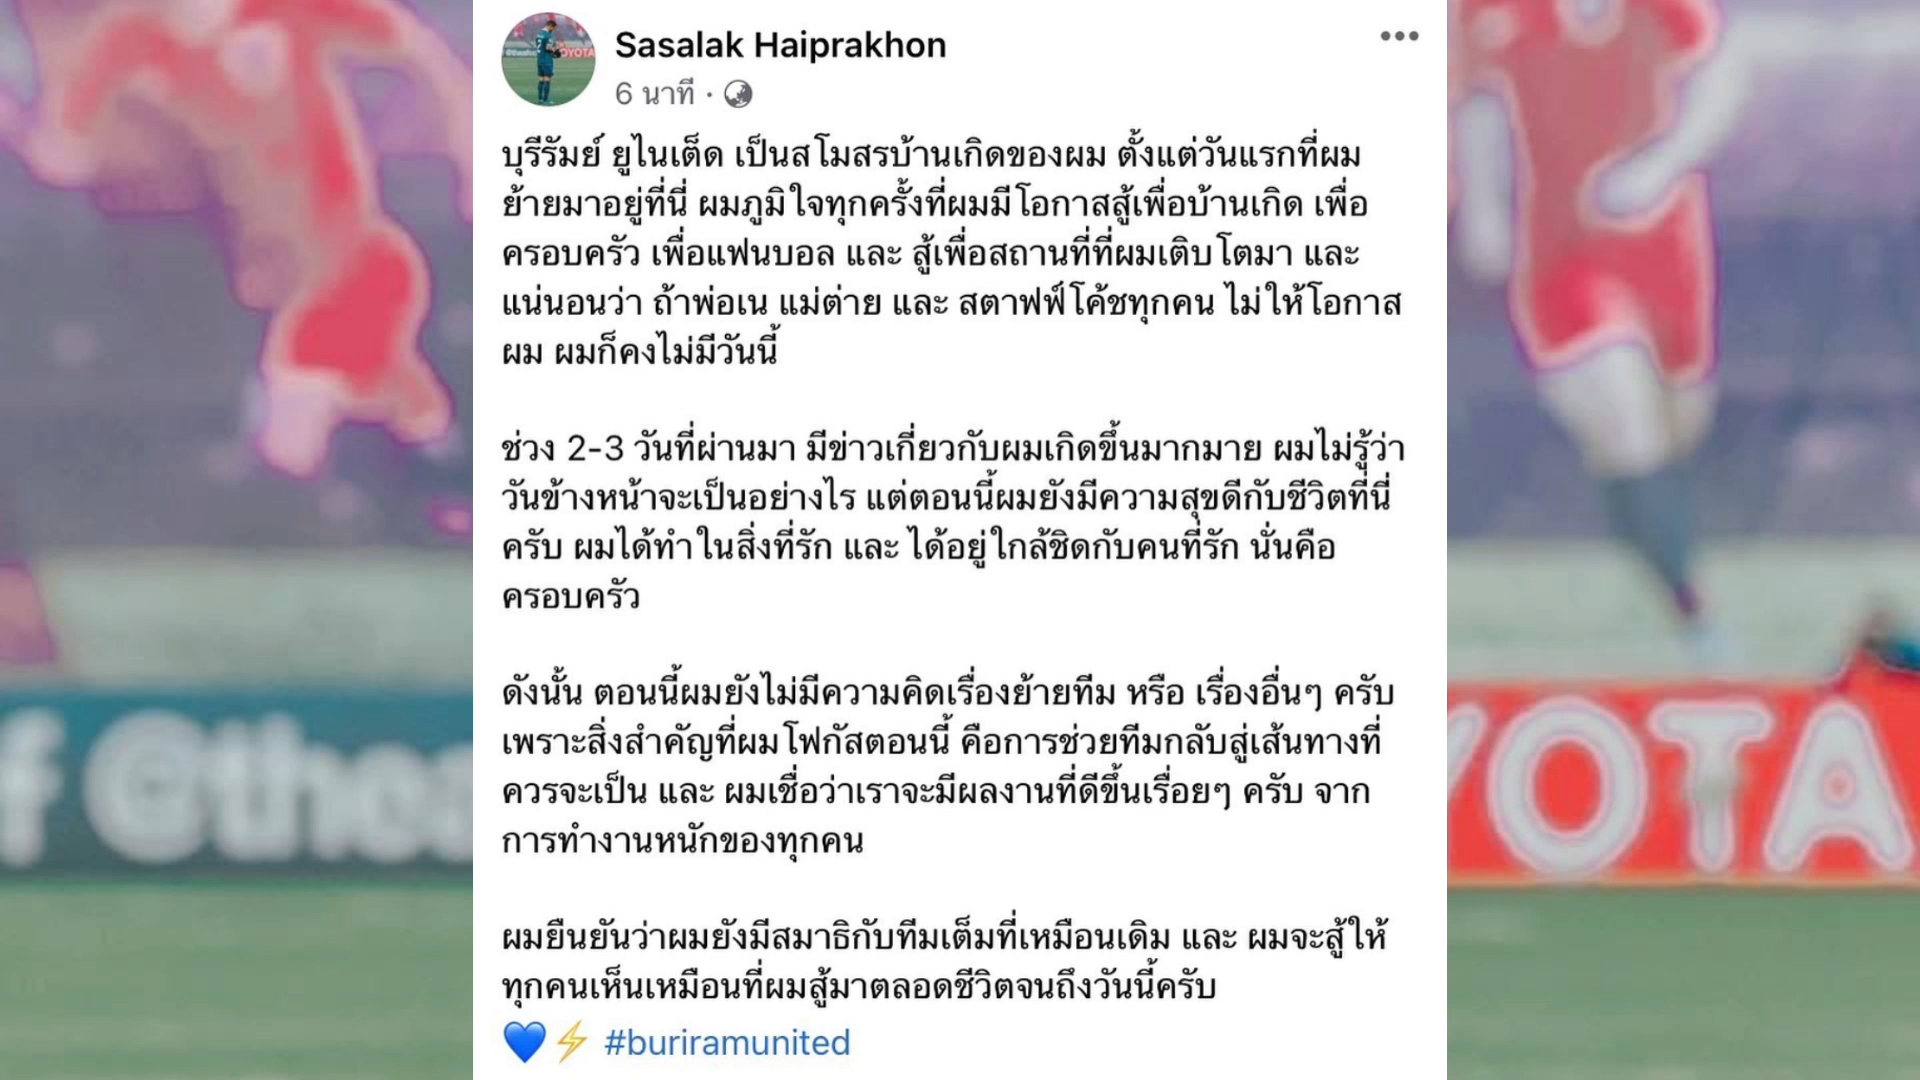 Sasalak Haiprakhon
6 นาที ·
บุรีรัมย์ ยูไนเต็ด เป็นสโมสรบ้านเกิดของผม ตั้งแต่วันแรกที่ผม
ย้ายมาอยู่ที่นี่ ผมภูมิใจทุกครั้งที่ผมมีโอกาสสู้เพื่อบ้านเกิด เพื่อ
ครอบครัว เพื่อแฟนบอล และ สู้เพื่อสถานที่ที่ผมเติบโตมา และ
แน่นอนว่า ถ้าพ่อเน แม่ต่าย และ สตาฟฟ์โค้ชทุกคน ไม่ให้โอกาส
ผม ผมก็คงไม่มีวันนี้
ช่วง 2-3 วันที่ผ่านมา มีข่าวเกี่ยวกับผมเกิดขึ้นมากมาย ผมไม่รู้ว่า
วันข้างหน้าจะเป็นอย่างไร แต่ตอนนี้ผมยังมีความสุขดีกับชีวิตที่นี่
ครับ ผมได้ทำในสิ่งที่รัก และ ได้อยู่ใกล้ชิดกับคนที่รัก นั่นคือ
ครอบครัว
ดังนั้น ตอนนี้ผมยังไม่มีความคิดเรื่องย้ายทีม หรือ เรื่องอื่นๆ ครับ
เพราะสิ่งสำคัญที่ผมโฟกัสตอนนี้ คือการช่วยทีมกลับสู่เส้นทางที่
ควรจะเป็น และ ผมเชื่อว่าเราจะมีผลงานที่ดีขึ้นเรื่อยๆ ครับ จาก
การทำงานหนักของทุกคน
ผมยืนยันว่าผมยังมีสมาธิกับทีมเต็มที่เหมือนเดิม และ ผมจะสู้ให้
ทุกคนเห็นเหมือนที่ผมสู้มาตลอดชีวิตจนถึงวันนี้ครับ
💙⚡ #buriramunited
f @thea
YOTA